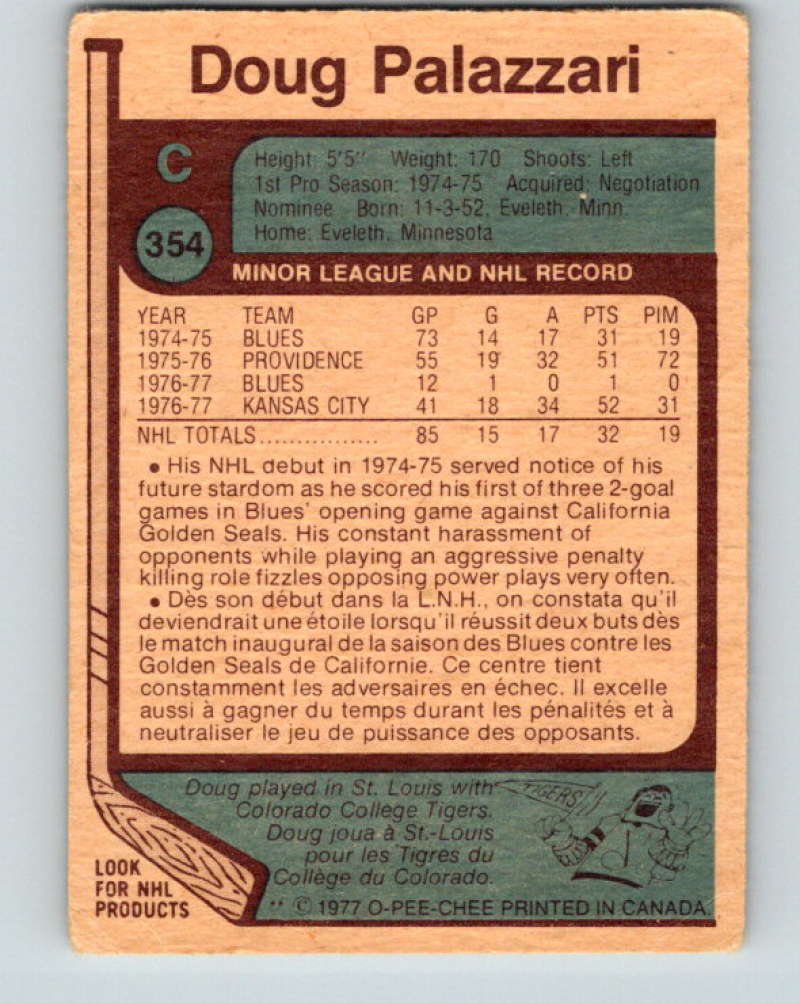 Doug Palazzari
C
Height: 5'5" Weight: 170 Shoots: Left
1st Pro Season: 1974-75 Acquired: Negotiation
Nominee Born: 11-3-52, Eveleth, Minn.
Home: Eveleth, Minnesota
354
MINOR LEAGUE AND NHL RECORD
YEAR TEAM GP G A PTS PIM
1974-75 BLUES 73 14 17 31 19
1975-76 PROVIDENCE 55 19 32 51 72
1976-77 BLUES 12 1 0 1 0
1976-77 KANSAS CITY 41 18 34 52 31
NHL TOTALS................ 85 15 17 32 19
• His NHL debut in 1974-75 served notice of his
future stardom as he scored his first of three 2-goal
games in Blues' opening game against California
Golden Seals. His constant harassment of
opponents while playing an aggressive penalty
killing role fizzles opposing power plays very often.
• Dès son début dans la L.N.H., on constata qu'il
deviendrait une étoile lorsqu'il réussit deux buts dès
le match inaugural de la saison des Blues contre les
Golden Seals de Californie. Ce centre tient
constamment les adversaires en échec. Il excelle
aussi à gagner du temps durant les pénalités et à
neutraliser le jeu de puissance des opposants.
Doug played in St. Louis with
Colorado College Tigers.
Doug joua à St.-Louis
pour les Tigres du
Collège du Colorado.
TIGERS
LOOK
FOR NHL
PRODUCTS
** © 1977 O-PEE-CHEE PRINTED IN CANADA